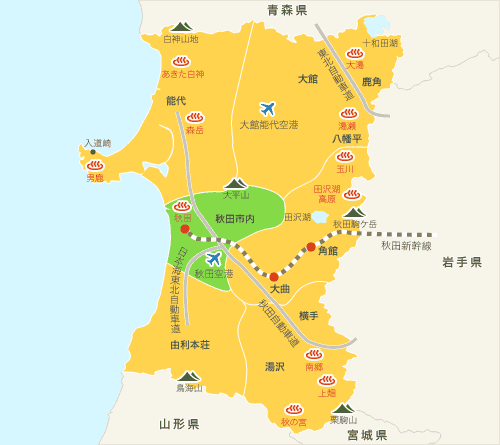 青森県
白神山地
十和田湖
あきた白神
大湯
大館
鹿角
東北自動車道
能代
大館能代空港
湯瀬
森岳
八幡平
入道崎
玉川
男鹿
大平山
田沢湖
高原
秋田
秋田市内
田沢湖
秋田駒ケ岳
秋田新幹線
角館
岩手県
秋田空港
日本海東北自動車道
大曲
秋田自動車道
横手
由利本荘
湯沢
南郷
鳥海山
上畑
秋の宮
栗駒山
山形県
宮城県